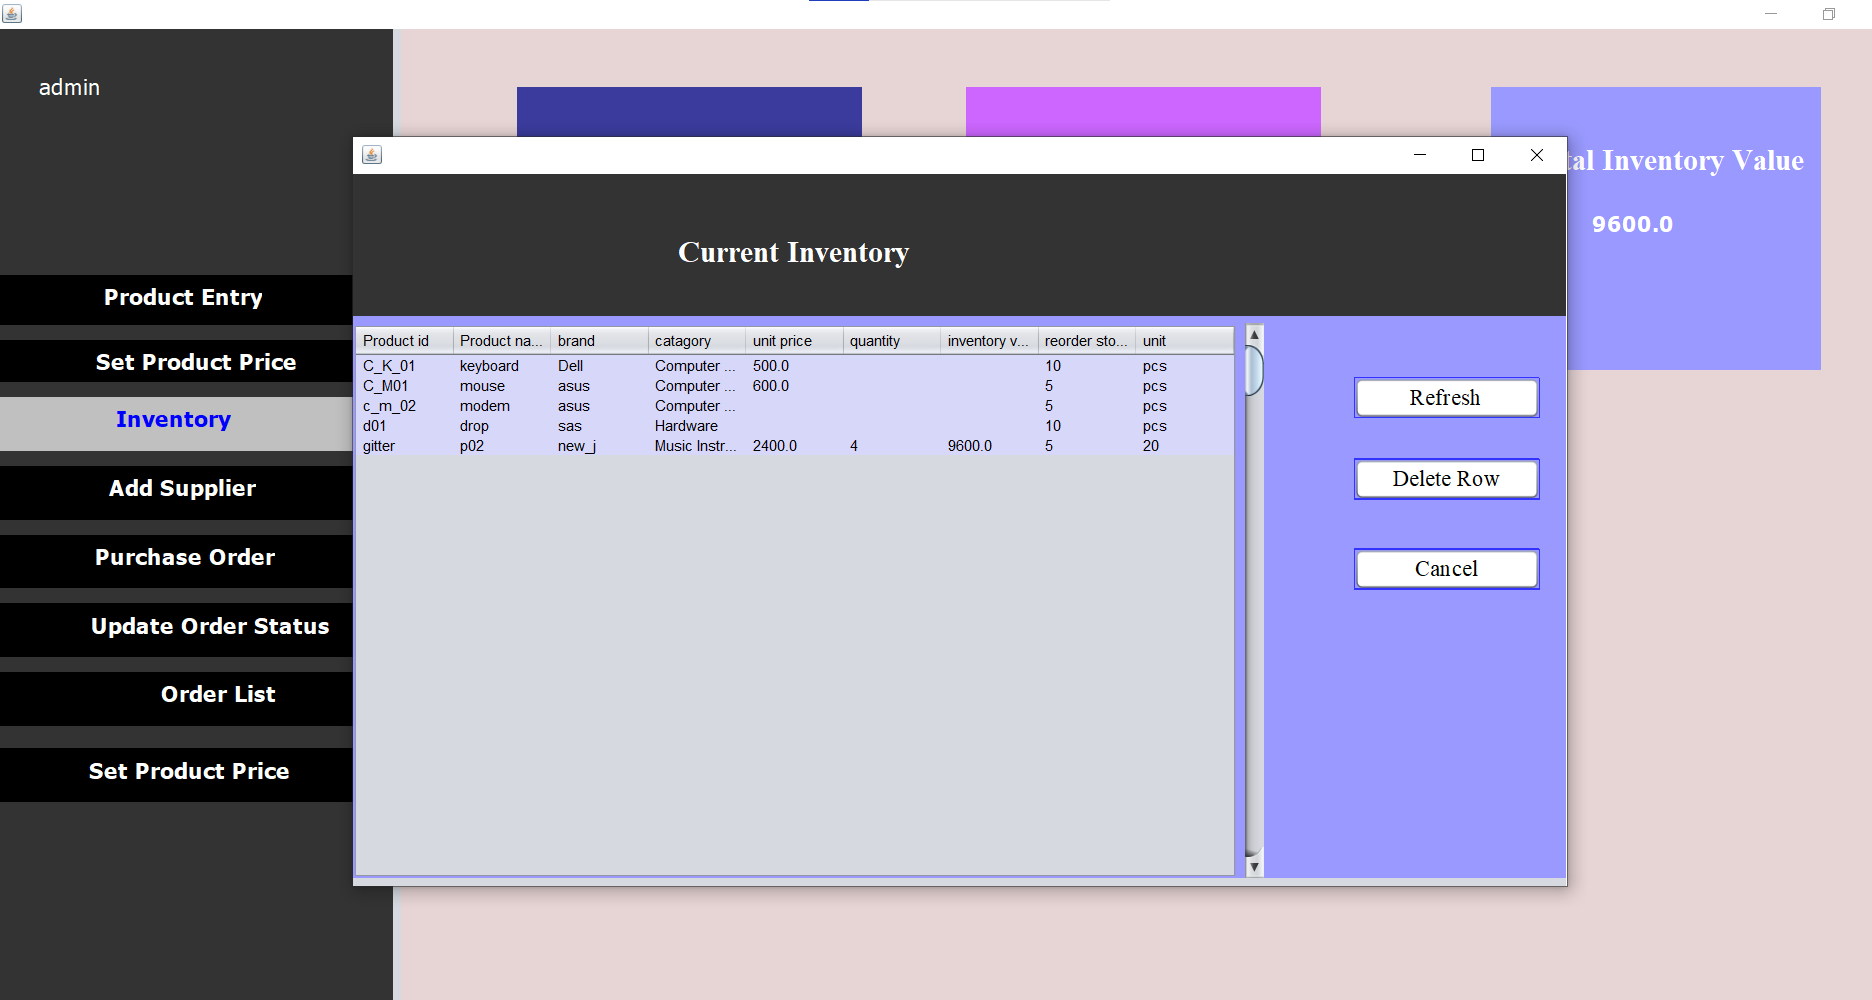 admin
Product Entry
Set Product Price
Inventory
Add Supplier
Purchase Order
Update Order Status
Order List
Set Product Price
tal Inventory Value
9600.0
Current Inventory
Product id Product na... brand catagory unit price quantity inventory v... reorder sto... unit
C_K_01 keyboard Dell Computer ... 500.0 10 pcs
C_M01 mouse asus Computer ... 600.0 5 pcs
c_m_02 modem asus Computer ... 5 pcs
d01 drop sas Hardware 10 pcs
gitter p02 new_j Music Instr... 2400.0 4 9600.0 5 20
Refresh
Delete Row
Cancel